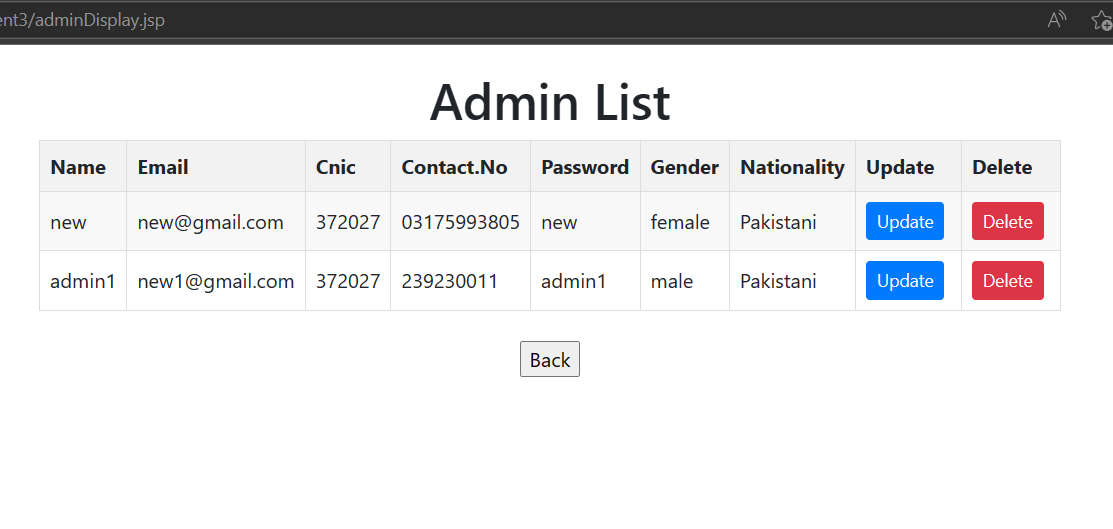 ent3/adminDisplay.jsp
Admin List
Name Email Cnic Contact.No Password Gender Nationality Update Delete
new new@gmail.com 372027 03175993805 new female Pakistani Update Delete
admin1 new1@gmail.com 372027 239230011 admin1 male Pakistani Update Delete
Back